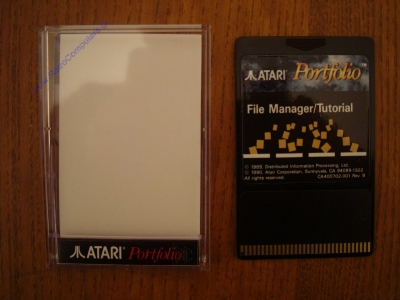 ATARI Portfolio
ATARI Portfolio
File Manager/Tutorial
© 1989, Distributed Information Processing, Ltd.
© 1990, Atari Corporation, Sunnyvale, CA 94089-1302
All rights reserved.
Rev B